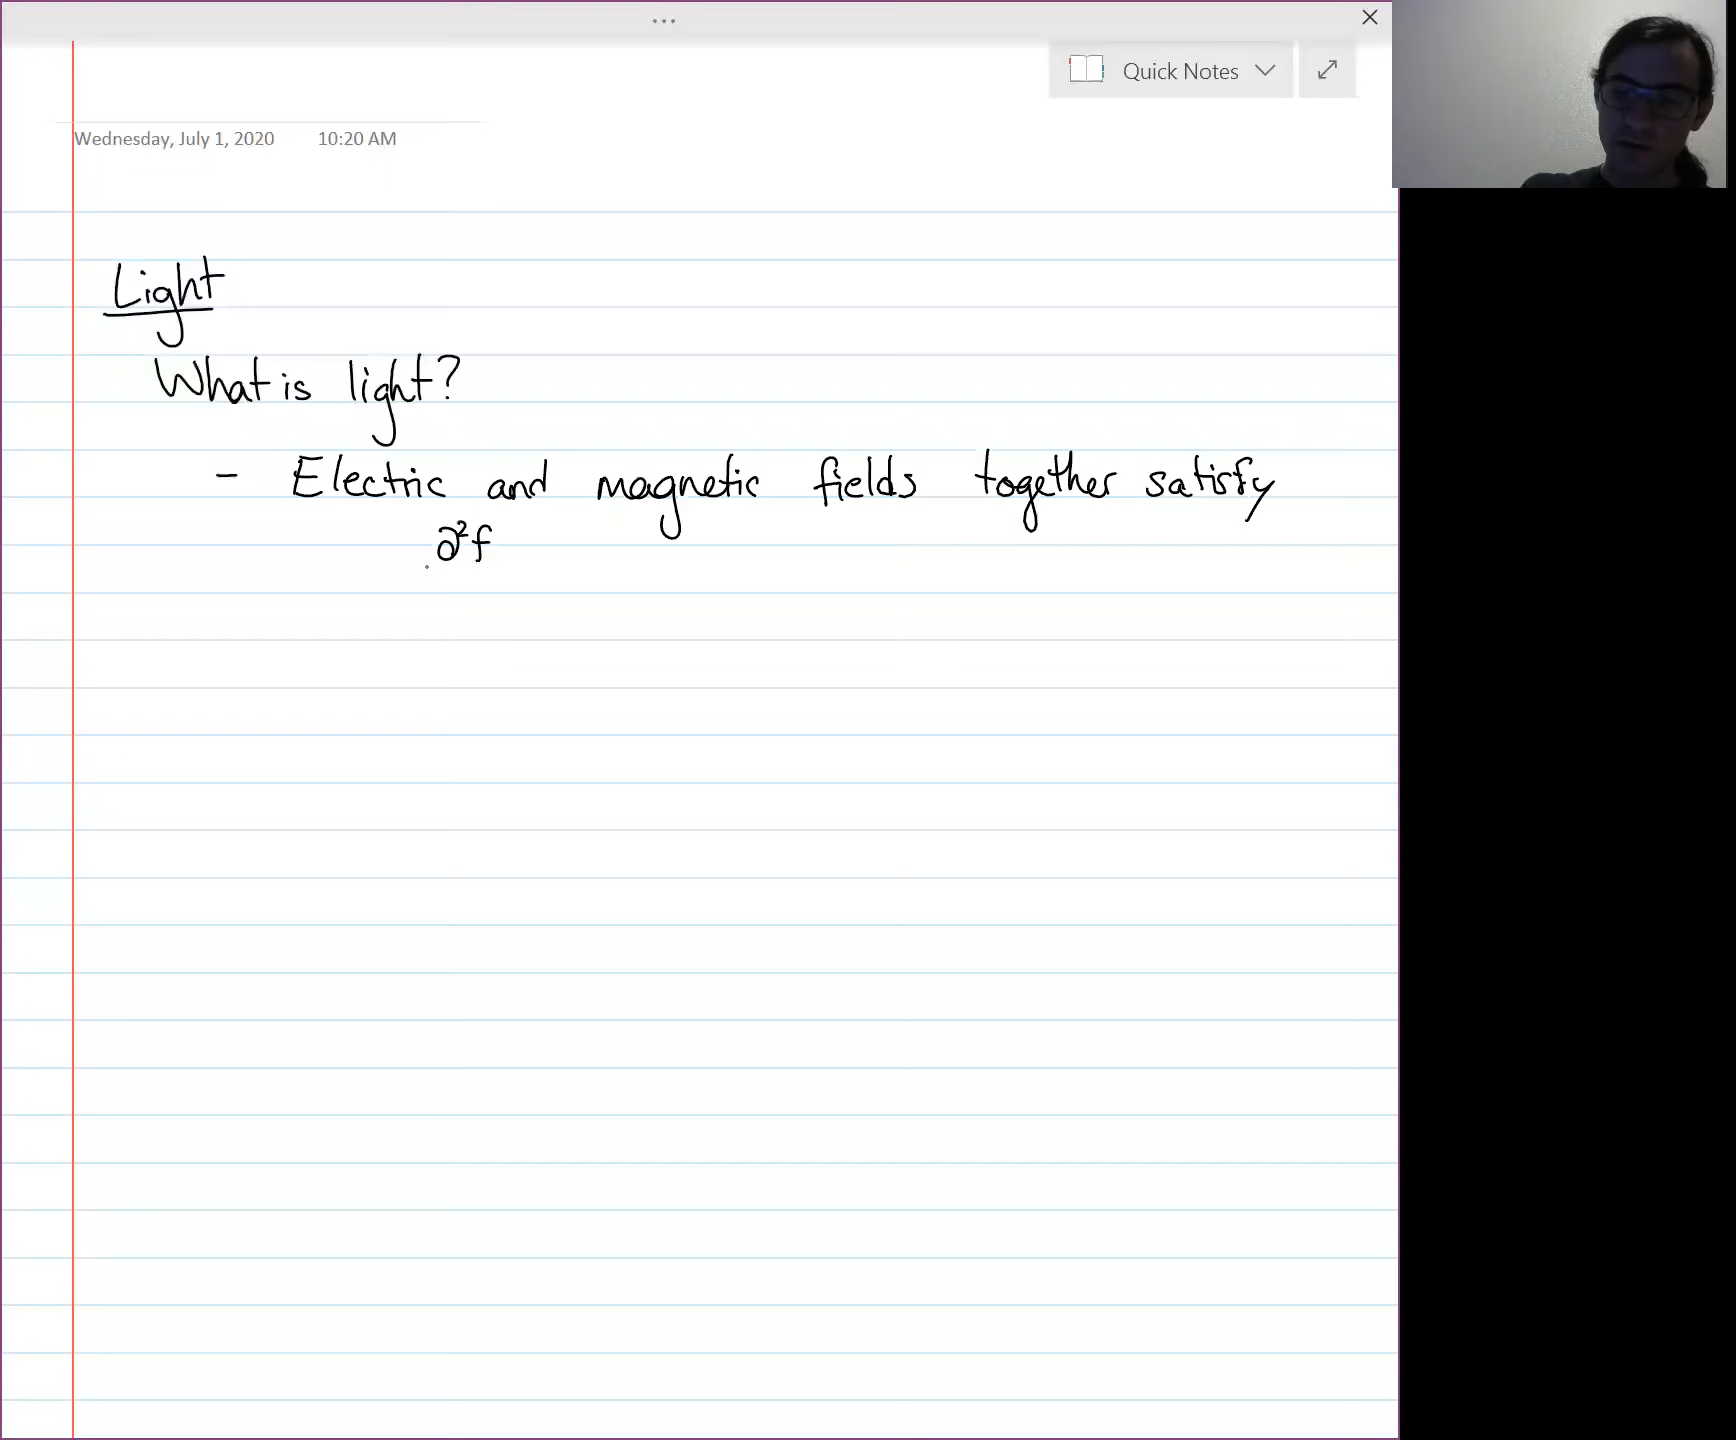 ...
Quick Notes
Wednesday, July 1, 2020 10:20 AM
Light
What is light?
- Electric and magnetic fields together satisfy
∂²f